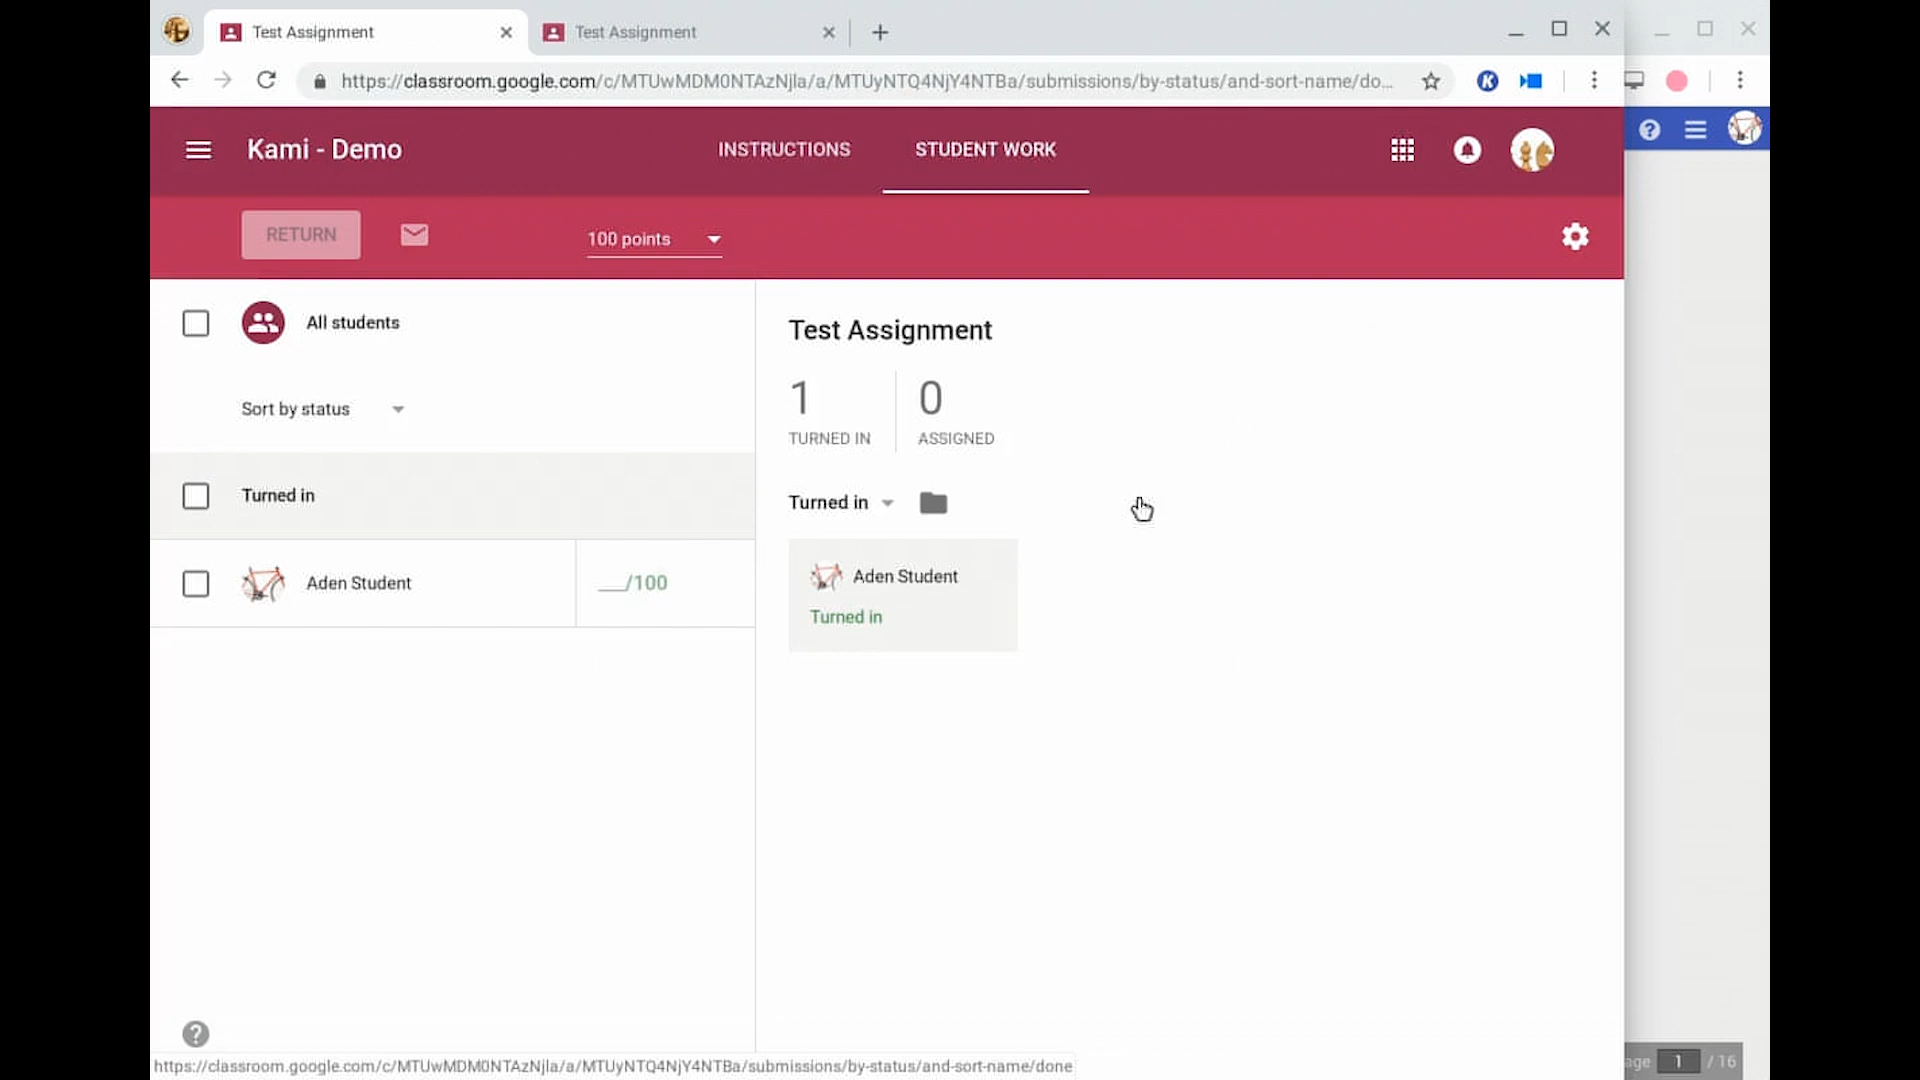 Test Assignment
Test Assignment
https://classroom.google.com/c/MTUwMDM0NTAzNjla/a/MTUyNTQ4NjY4NTBa/submissions/by-status/and-sort-name/do...
K
Kami - Demo
INSTRUCTIONS
STUDENT WORK
RETURN
100 points
All students
Sort by status
Turned in
Aden Student
___/100
Test Assignment
1
TURNED IN
0
ASSIGNED
Turned in
Aden Student
Turned in
https://classroom.google.com/c/MTUwMDM0NTAzNjla/a/MTUyNTQ4NjY4NTBa/submissions/by-status/and-sort-name/done
age 1 / 16